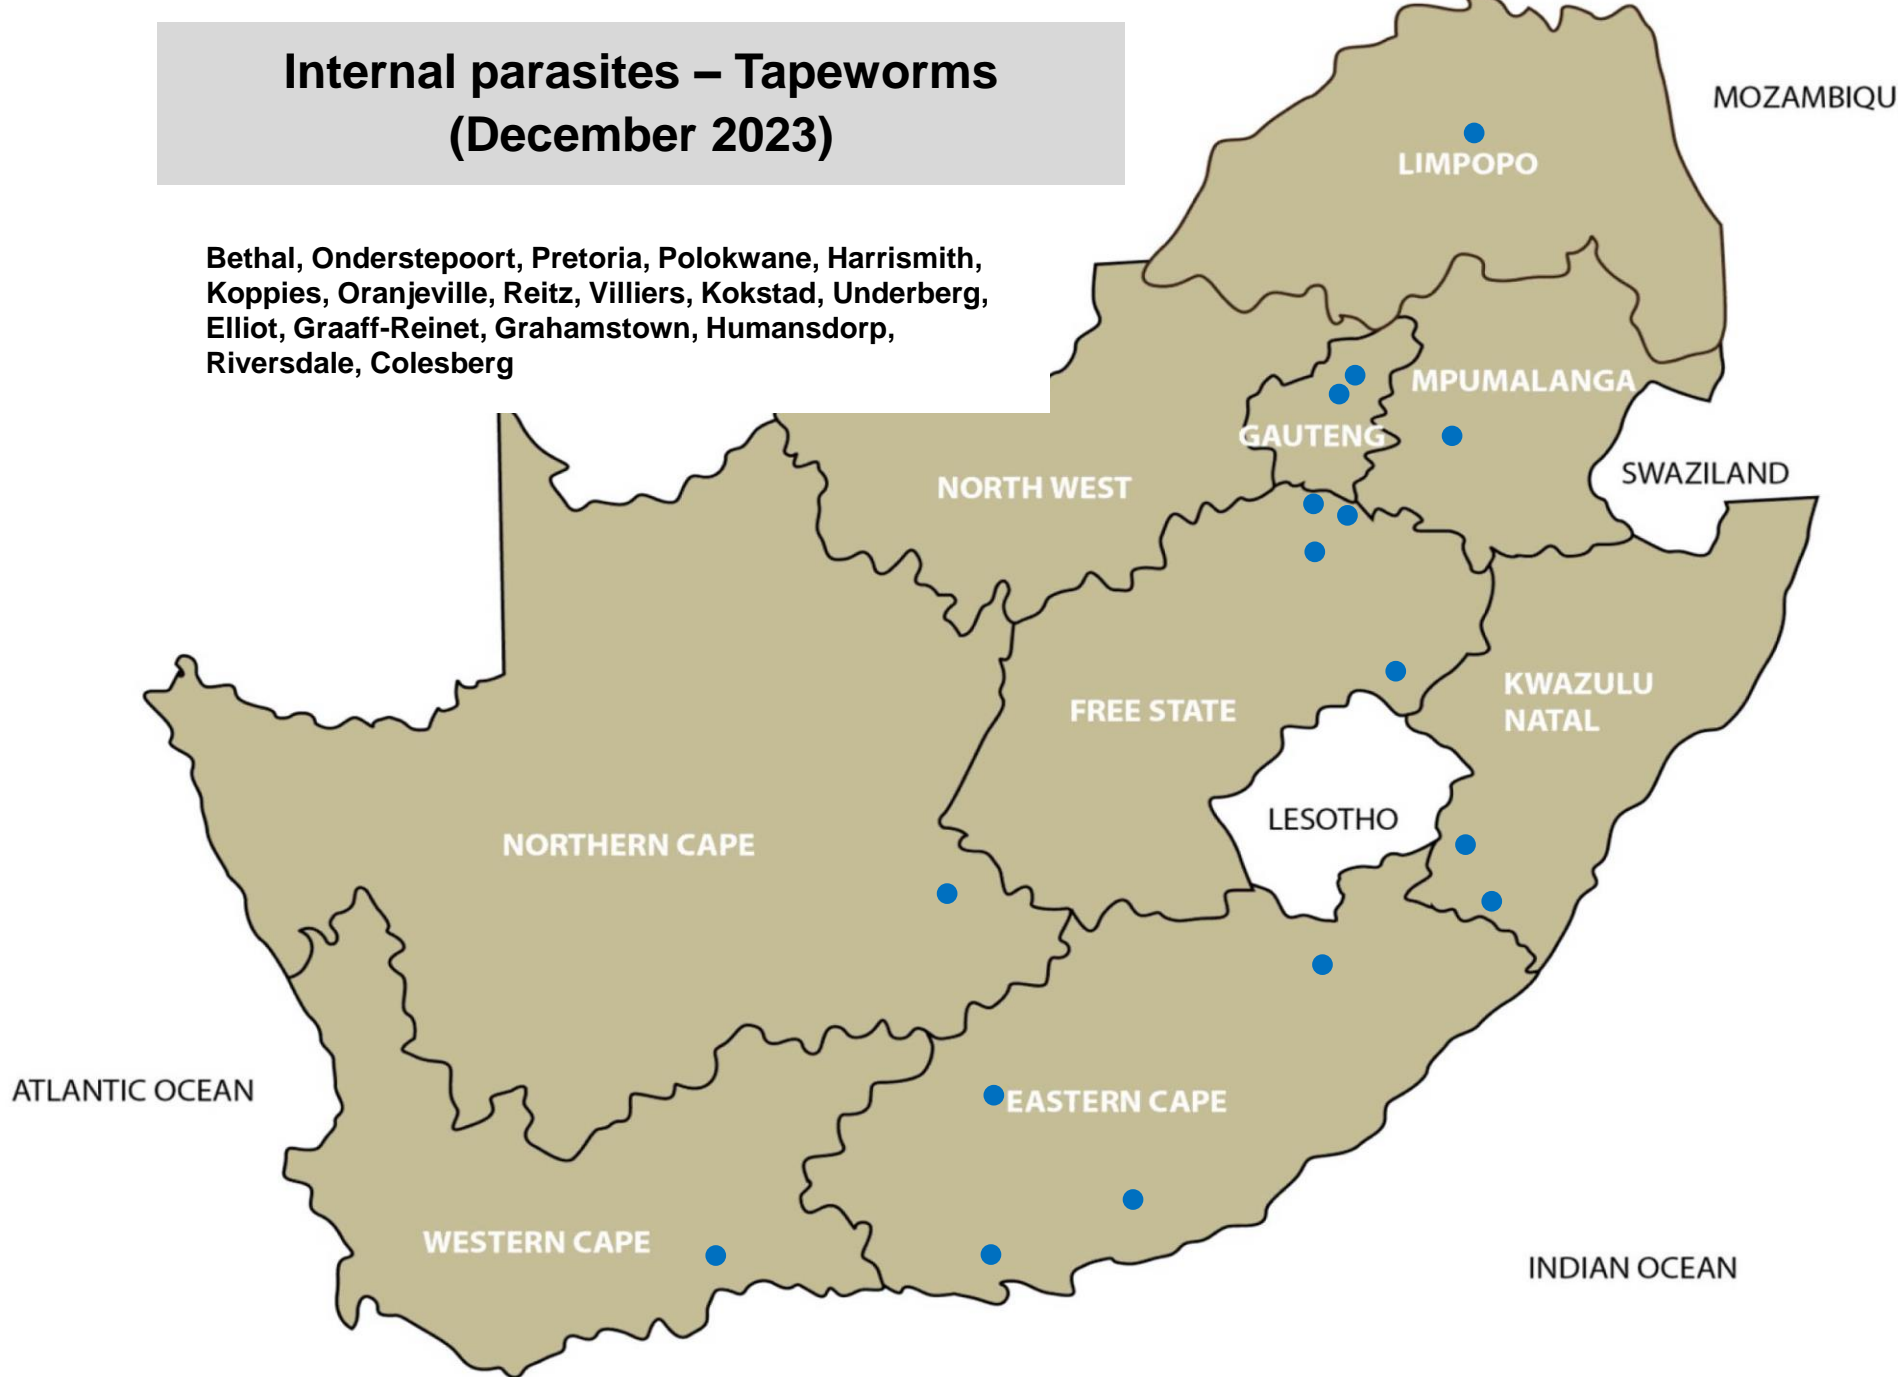 Internal parasites – Tapeworms
(December 2023)
Bethal, Onderstepoort, Pretoria, Polokwane, Harrismith,
Koppies, Oranjeville, Reitz, Villiers, Kokstad, Underberg,
Elliot, Graaff-Reinet, Grahamstown, Humansdorp,
Riversdale, Colesberg
MOZAMBIQU
LIMPOPO
MPUMALANGA
GAUTENG
SWAZILAND
NORTH WEST
KWAZULU
NATAL
FREE STATE
LESOTHO
NORTHERN CAPE
ATLANTIC OCEAN
EASTERN CAPE
WESTERN CAPE
INDIAN OCEAN